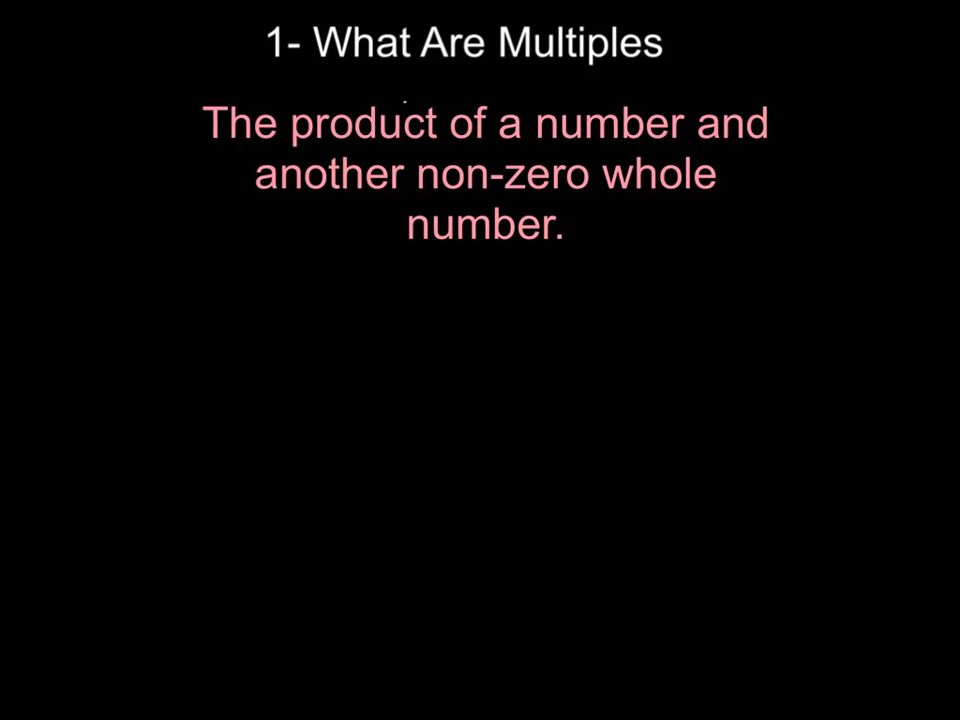 1- What Are Multiples
The product of a number and
another non-zero whole
number.